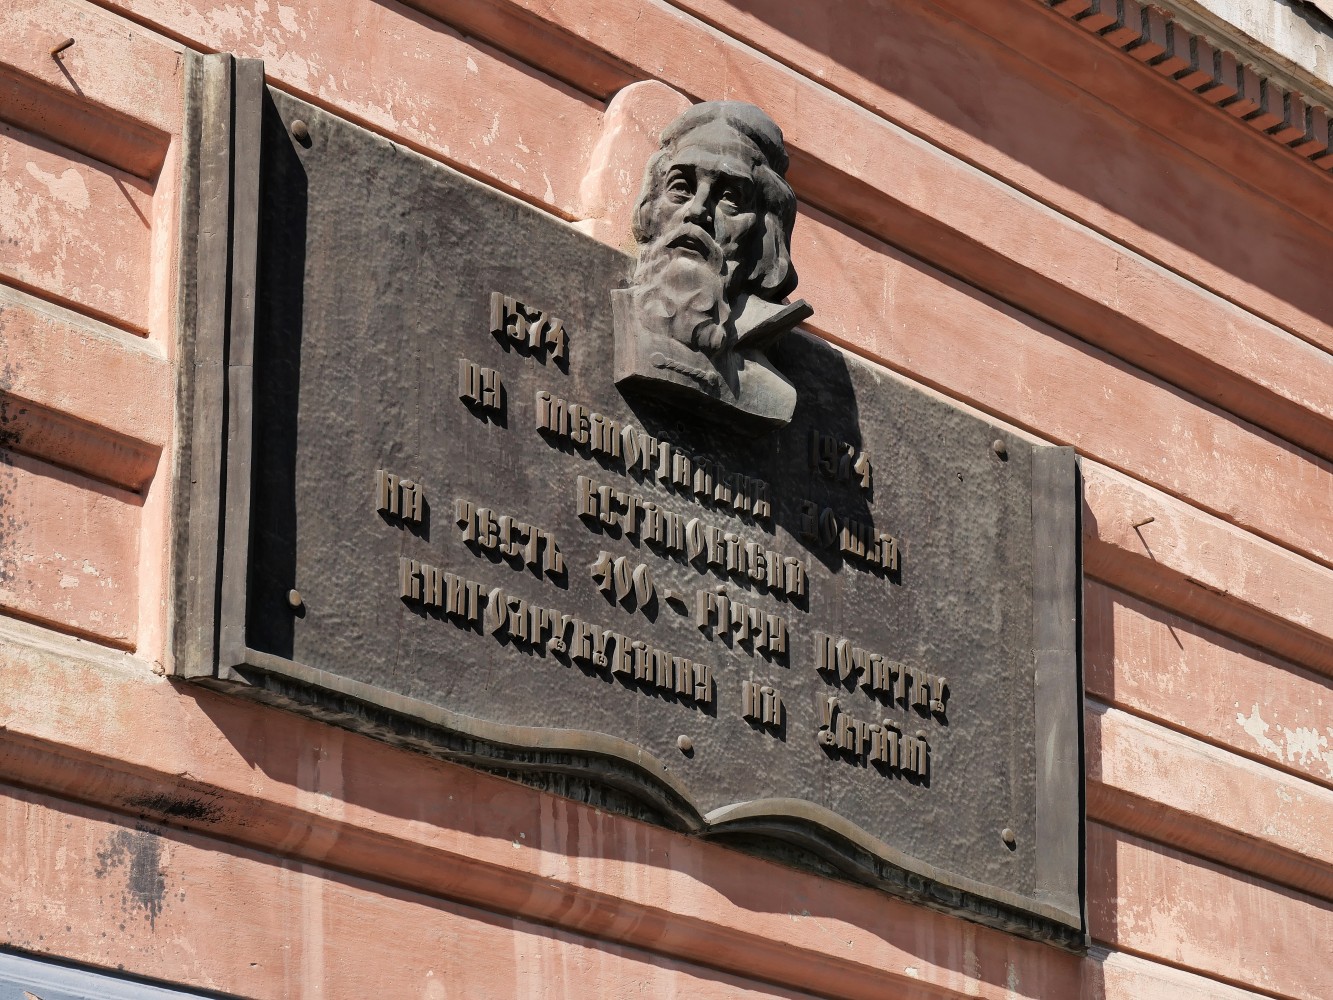 1574 1974
ЦЯ МЕМОРІАЛЬНА ДОШКА
ВСТАНОВЛЕНА
НА ЧЕСТЬ 400-РІЧЧЯ ПОЧАТКУ
КНИГОДРУКУВАННЯ НА УКРАЇНІ